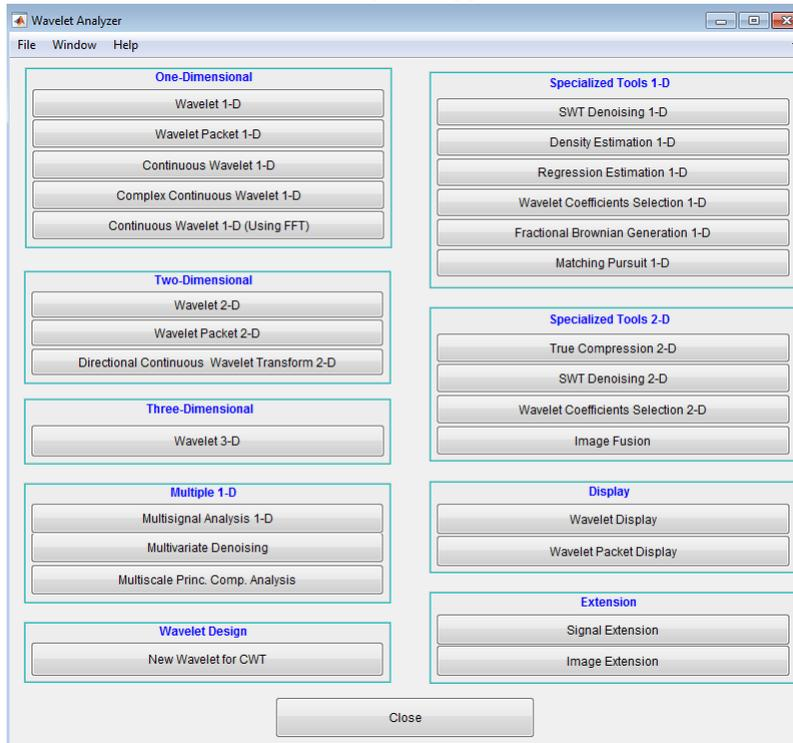 Wavelet Analyzer
File Window Help
One-Dimensional
Wavelet 1-D
Wavelet Packet 1-D
Continuous Wavelet 1-D
Complex Continuous Wavelet 1-D
Continuous Wavelet 1-D (Using FFT)
Two-Dimensional
Wavelet 2-D
Wavelet Packet 2-D
Directional Continuous Wavelet Transform 2-D
Three-Dimensional
Wavelet 3-D
Multiple 1-D
Multisignal Analysis 1-D
Multivariate Denoising
Multiscale Princ. Comp. Analysis
Wavelet Design
New Wavelet for CWT
Specialized Tools 1-D
SWT Denoising 1-D
Density Estimation 1-D
Regression Estimation 1-D
Wavelet Coefficients Selection 1-D
Fractional Brownian Generation 1-D
Matching Pursuit 1-D
Specialized Tools 2-D
True Compression 2-D
SWT Denoising 2-D
Wavelet Coefficients Selection 2-D
Image Fusion
Display
Wavelet Display
Wavelet Packet Display
Extension
Signal Extension
Image Extension
Close